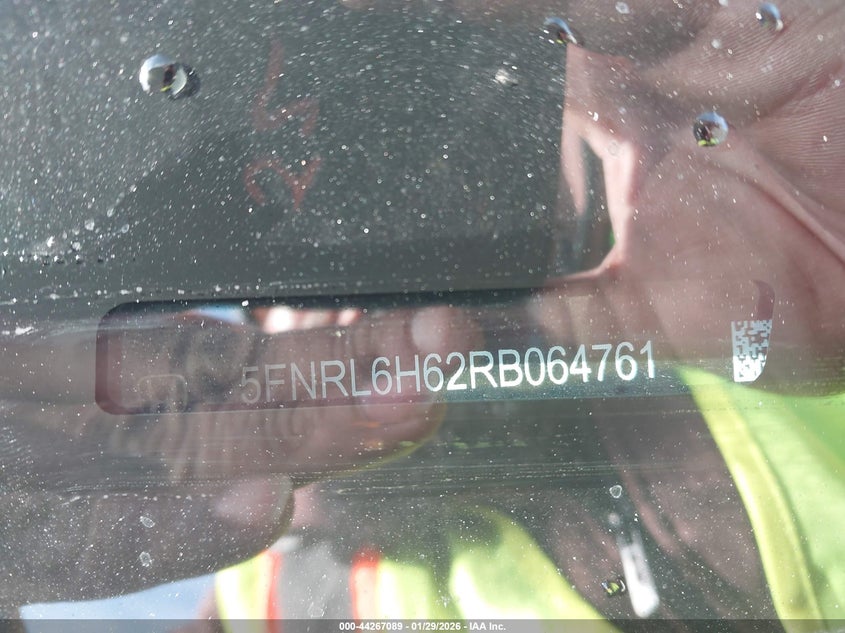 5FNRL6H62RB064761
000-44267089 - 01/29/2026 - IAA Inc.